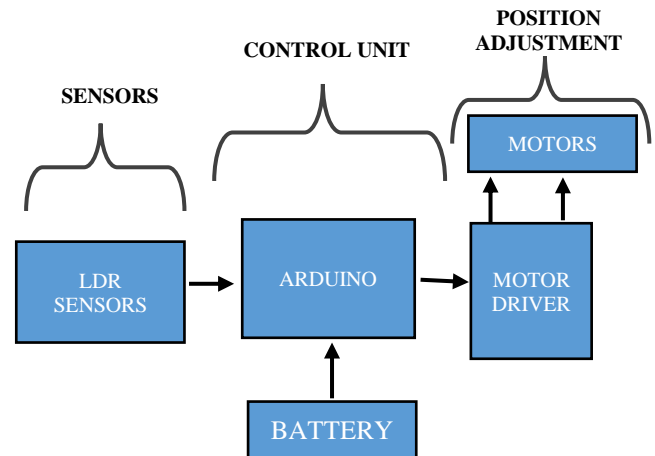 POSITION
ADJUSTMENT
CONTROL UNIT
SENSORS
MOTORS
LDR
SENSORS
ARDUINO
MOTOR
DRIVER
BATTERY